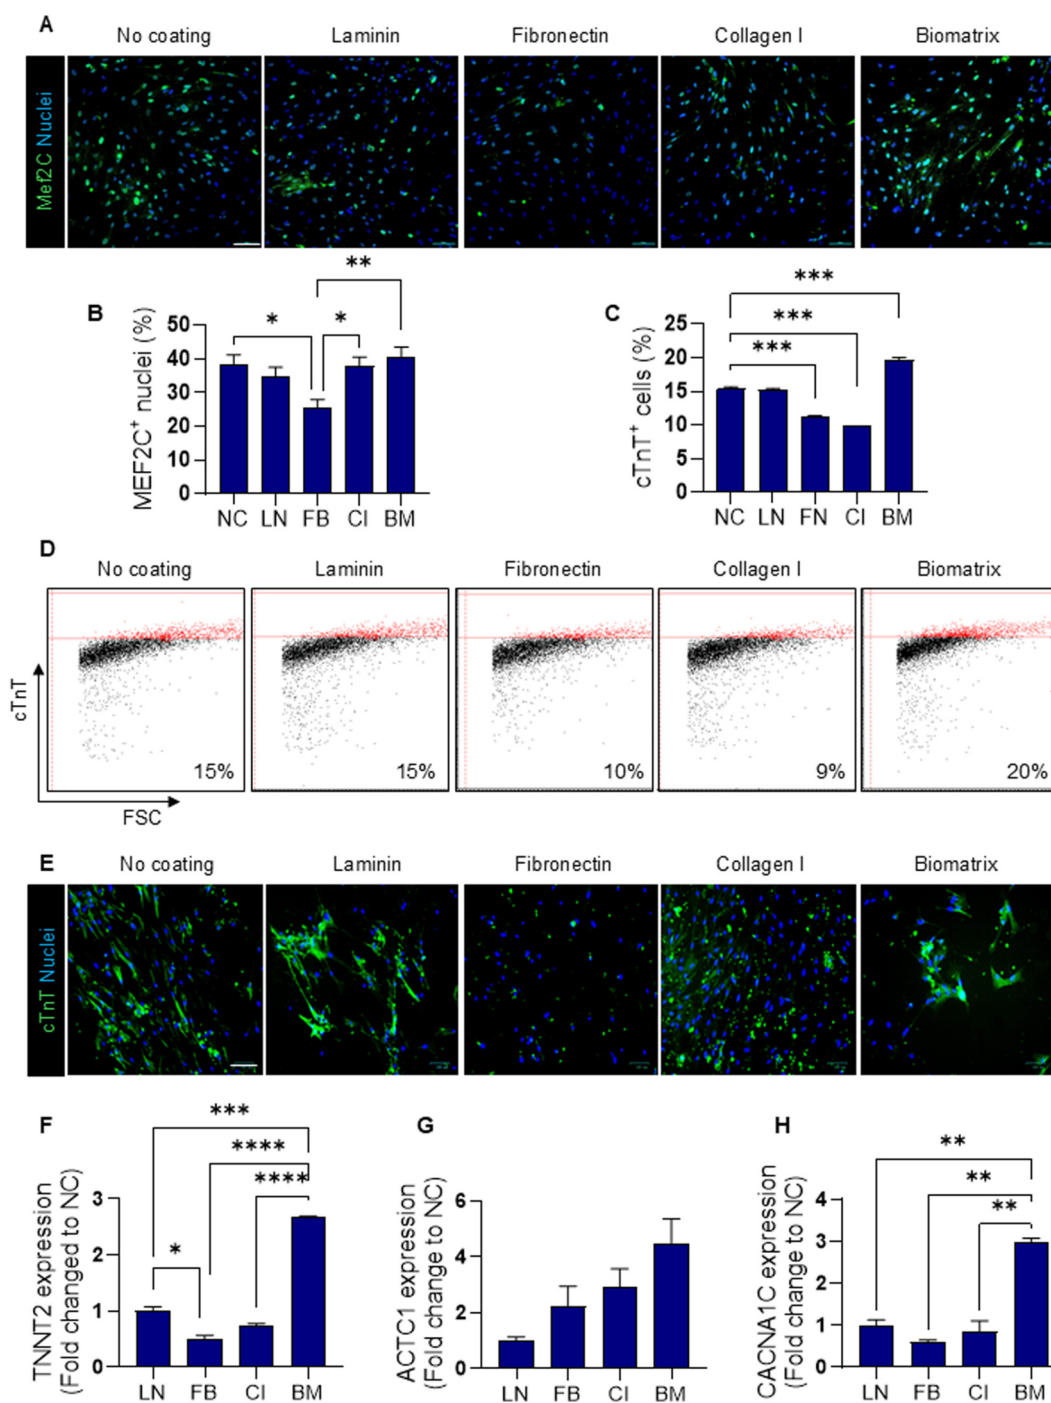 A
No coating Laminin Fibronectin Collagen I Biomatrix
Mef2C Nuclei
B
MEF2C+ nuclei (%)
50
40
30
20
10
0
* * **
NC LN FB CI BM
C
cTnT+ cells (%)
25
20
15
10
5
0
*** *** ***
NC LN FN CI BM
D
No coating Laminin Fibronectin Collagen I Biomatrix
cTnT
15% 15% 10% 9% 20%
FSC
E
No coating Laminin Fibronectin Collagen I Biomatrix
cTnT Nuclei
F
TNNT2 expression
(Fold changed to NC)
3
2
1
0
***
****
****
*
LN FB CI BM
G
ACTC1 expression
(Fold change to NC)
6
4
2
0
LN FB CI BM
H
CACNA1C expression
(Fold change to NC)
4
3
2
1
0
**
**
**
LN FB CI BM